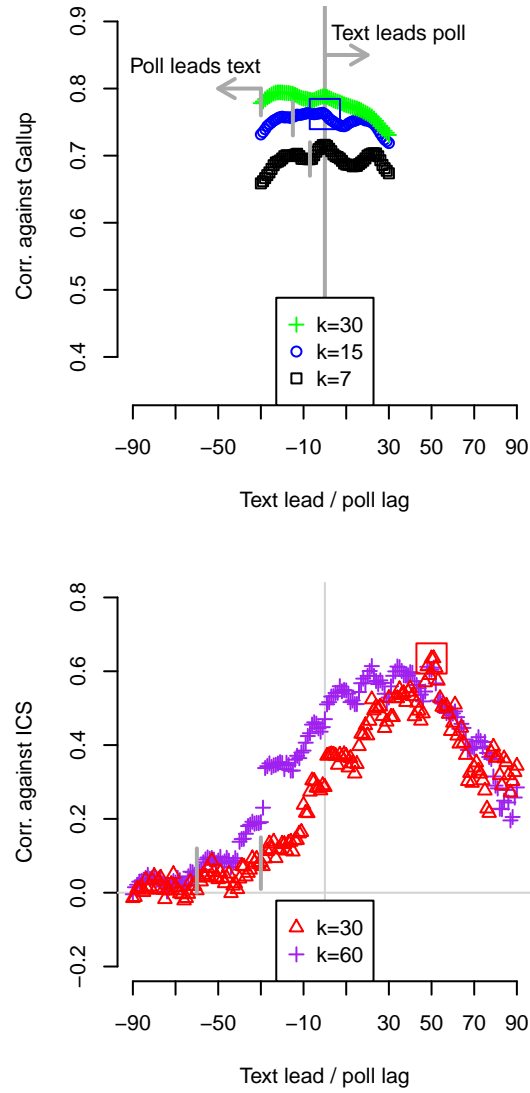 Text leads poll
Poll leads text
Corr. against Gallup
0.9
0.8
0.7
0.6
0.5
0.4
k=30
k=15
k=7
−90 −50 −10 30 50 70 90
Text lead / poll lag
Corr. against ICS
0.8
0.6
0.4
0.2
0.0
−0.2
k=30
k=60
−90 −50 −10 30 50 70 90
Text lead / poll lag